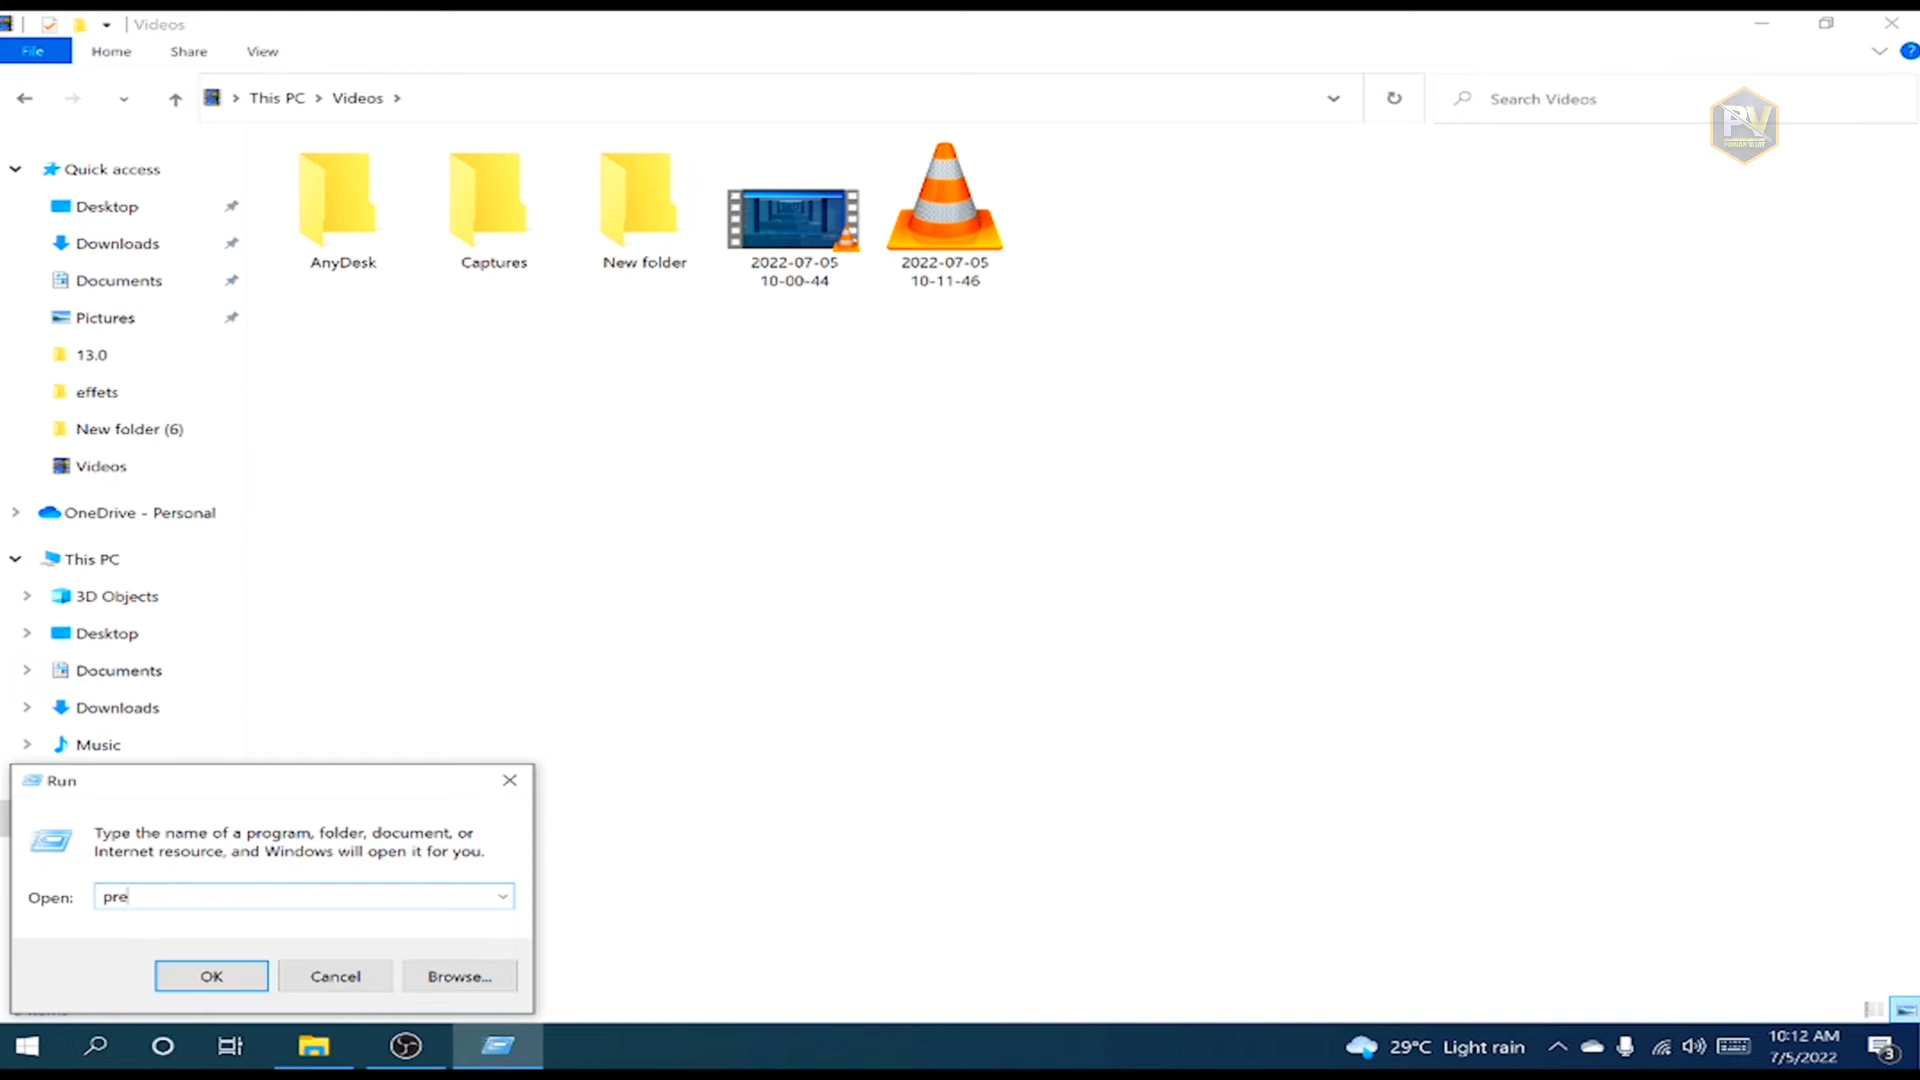 Videos
File
Home
Share
View
?
This PC
Videos
Search Videos
PV
Quick access
Desktop
Downloads
Documents
Pictures
13.0
effets
New folder (6)
Videos
OneDrive - Personal
This PC
3D Objects
Desktop
Documents
Downloads
Music
AnyDesk
Captures
New folder
2022-07-05
10-00-44
2022-07-05
10-11-46
Run
Type the name of a program, folder, document, or
Internet resource, and Windows will open it for you.
Open:
pre
OK
Cancel
Browse...
29°C Light rain
10:12 AM
7/5/2022
3